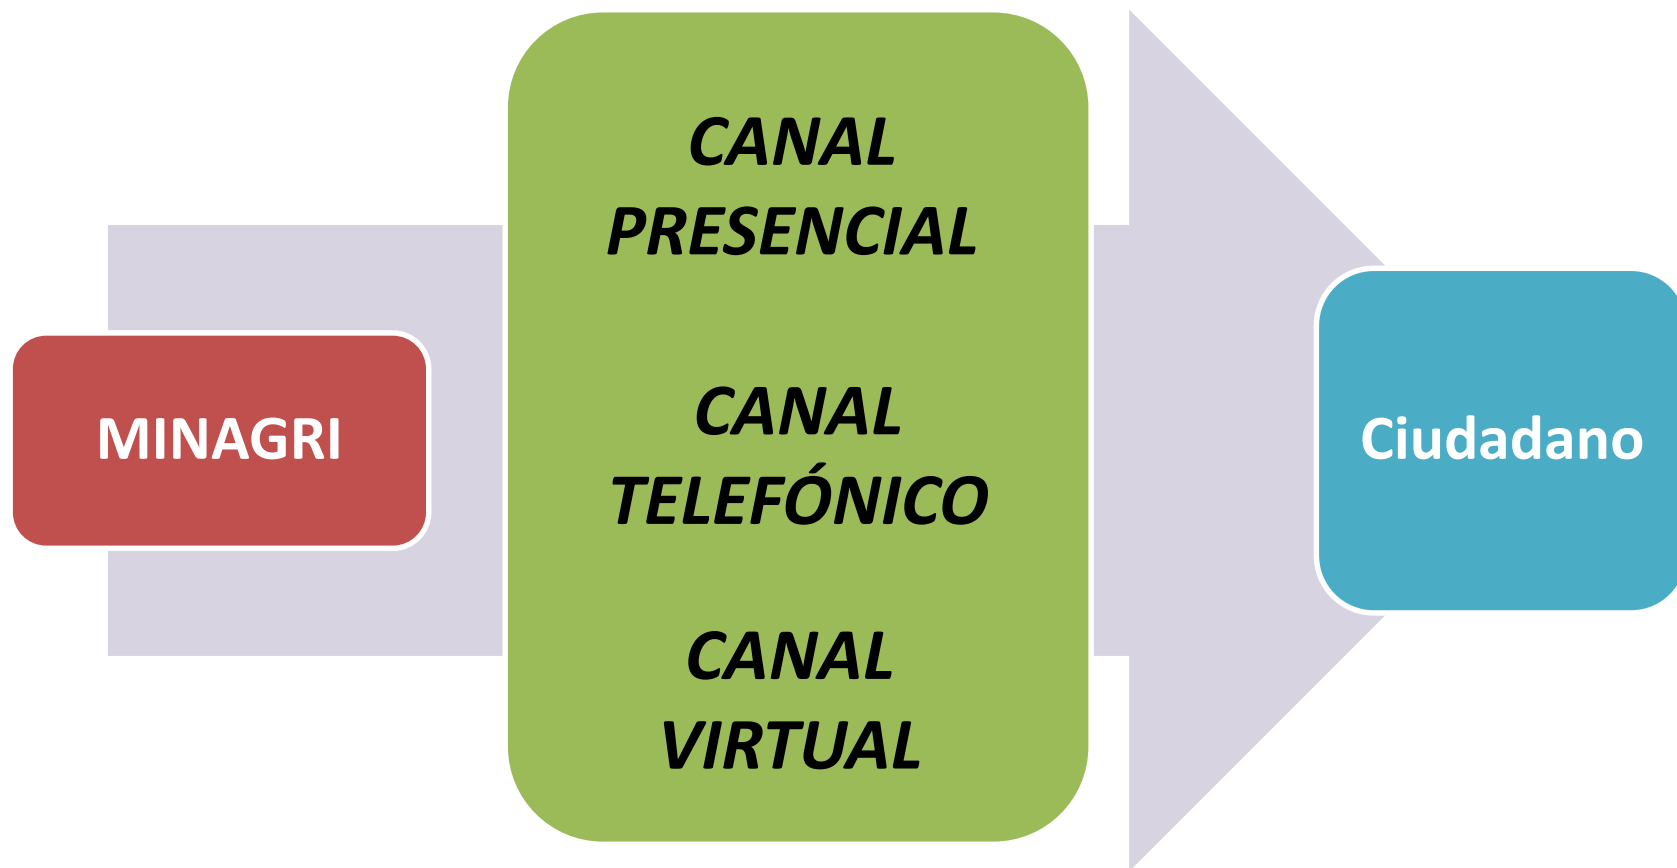 MINAGRI
CANAL
PRESENCIAL
CANAL
TELEFÓNICO
CANAL
VIRTUAL
Ciudadano